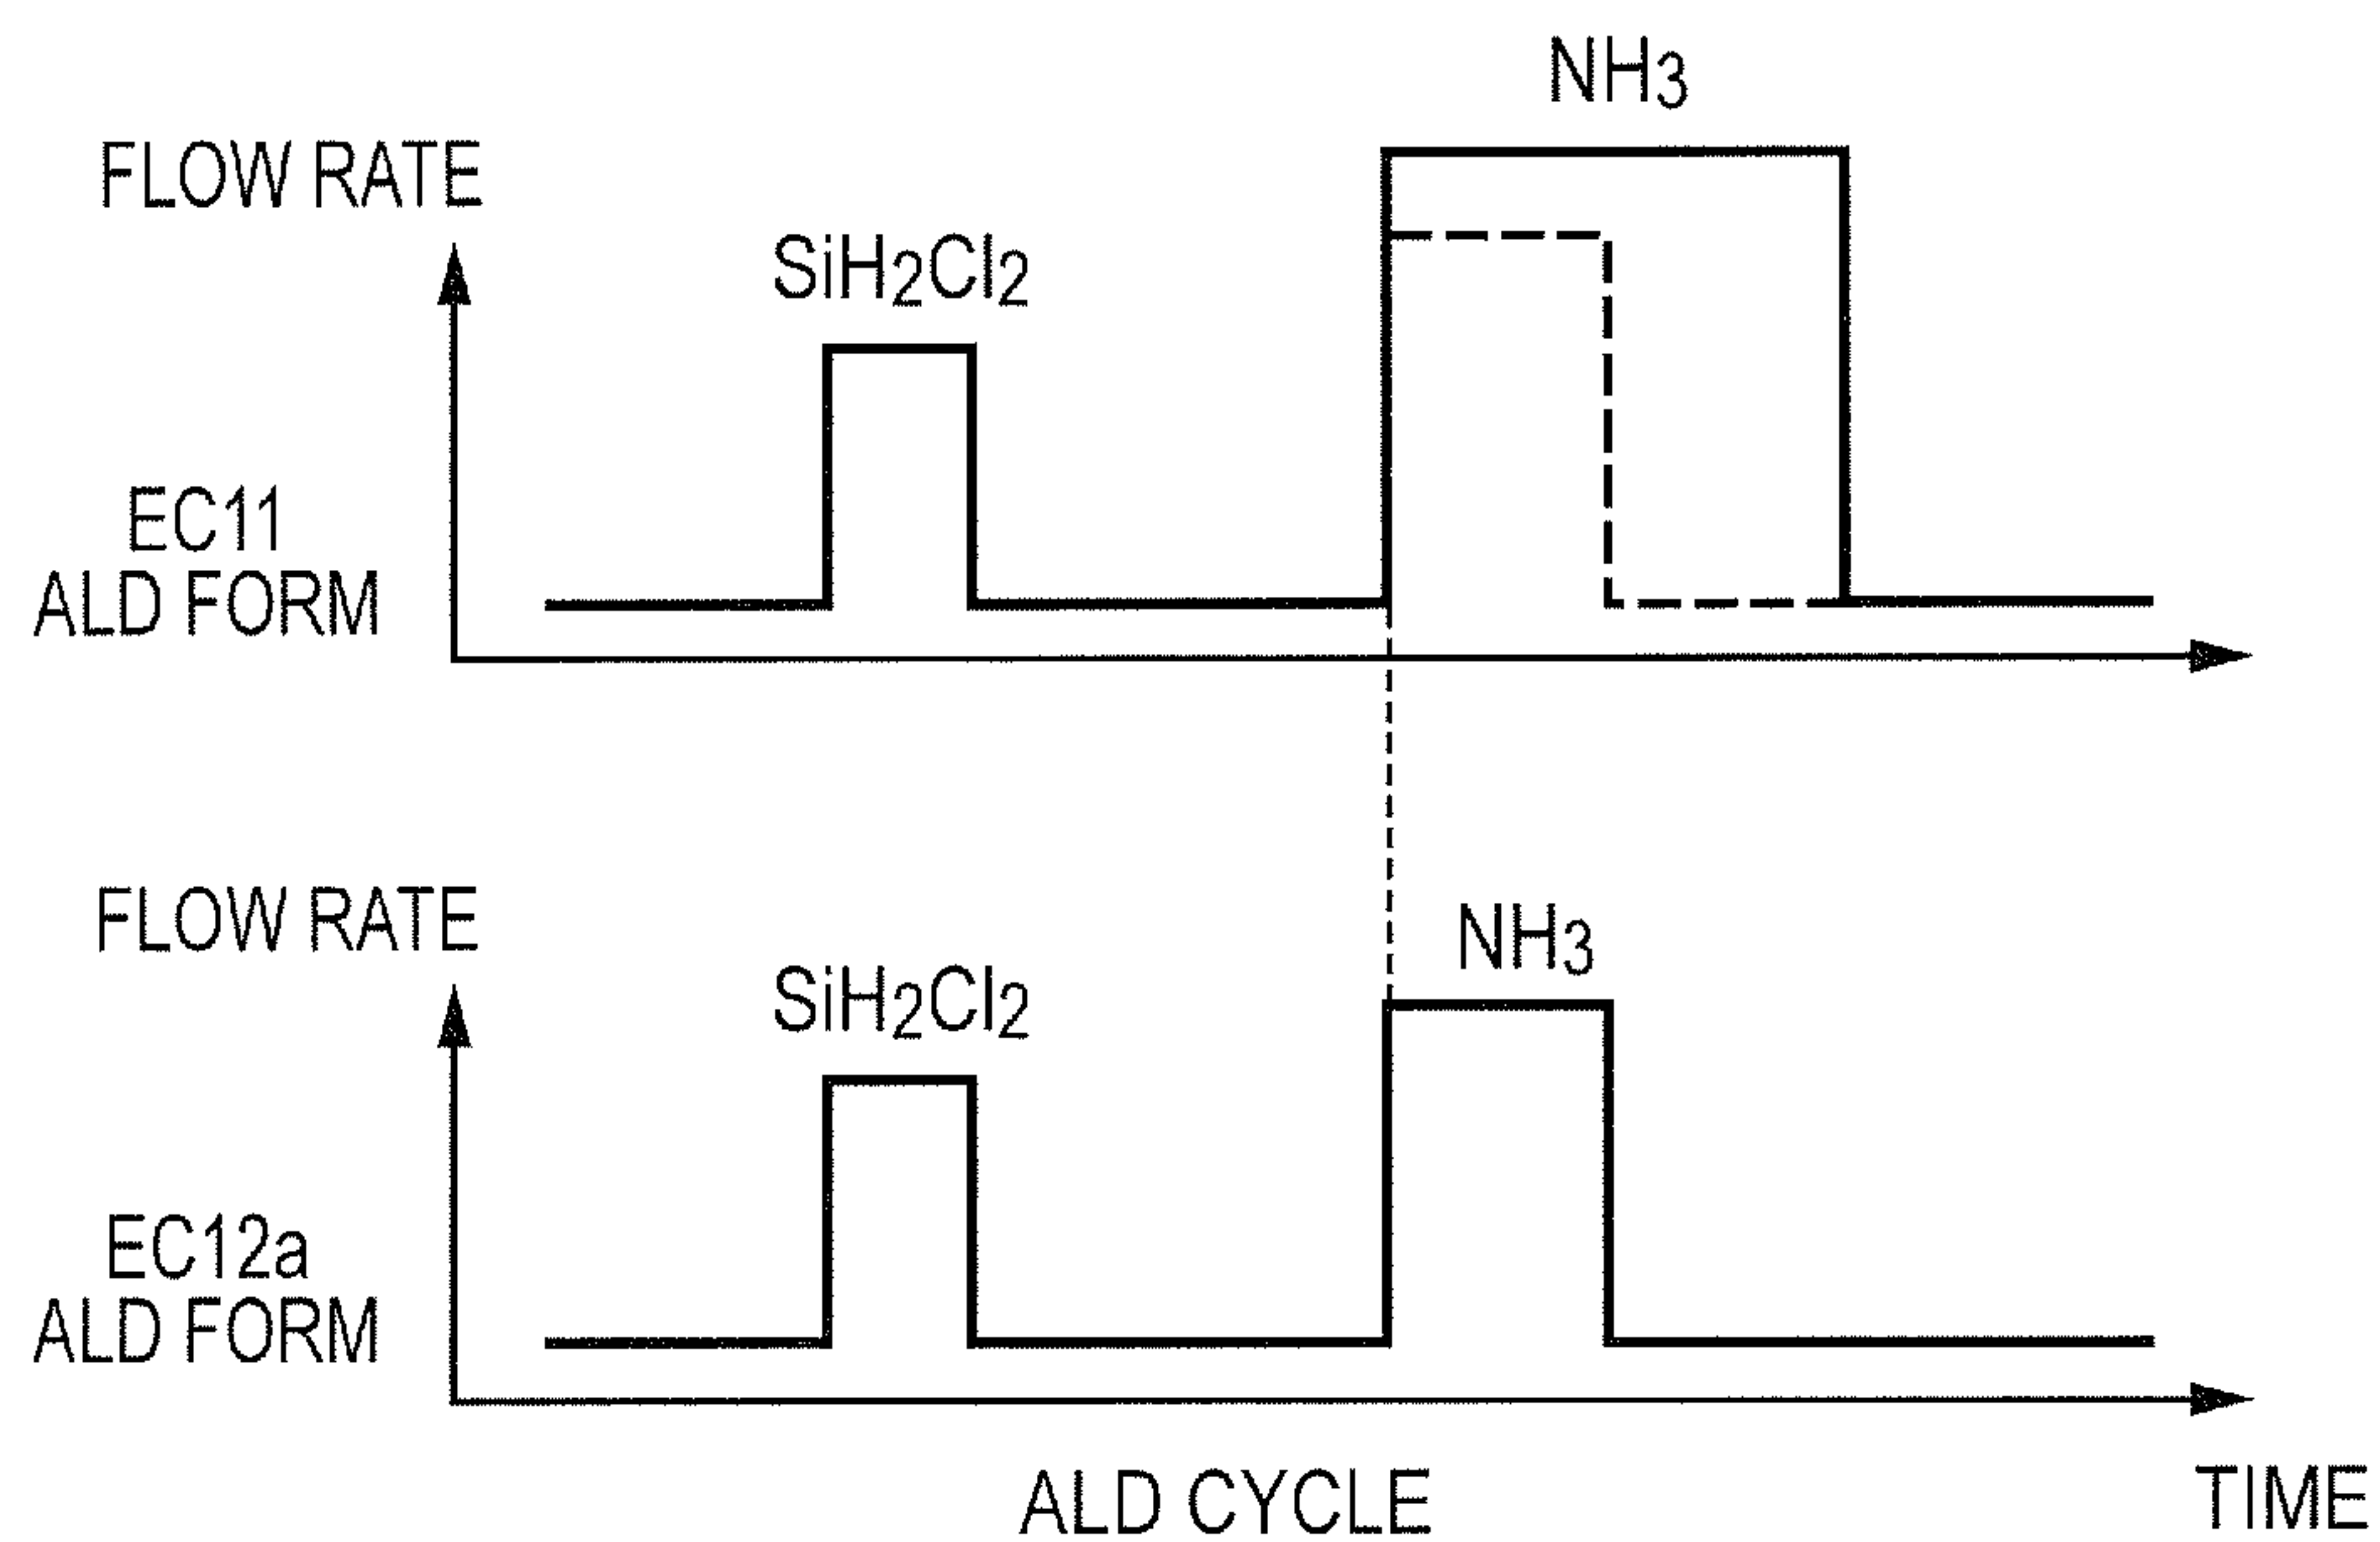 NH3
FLOW RATE
SiH2Cl2
EC11
ALD FORM
FLOW RATE
NH3
SiH2Cl2
EC12a
ALD FORM
ALD CYCLE
TIME